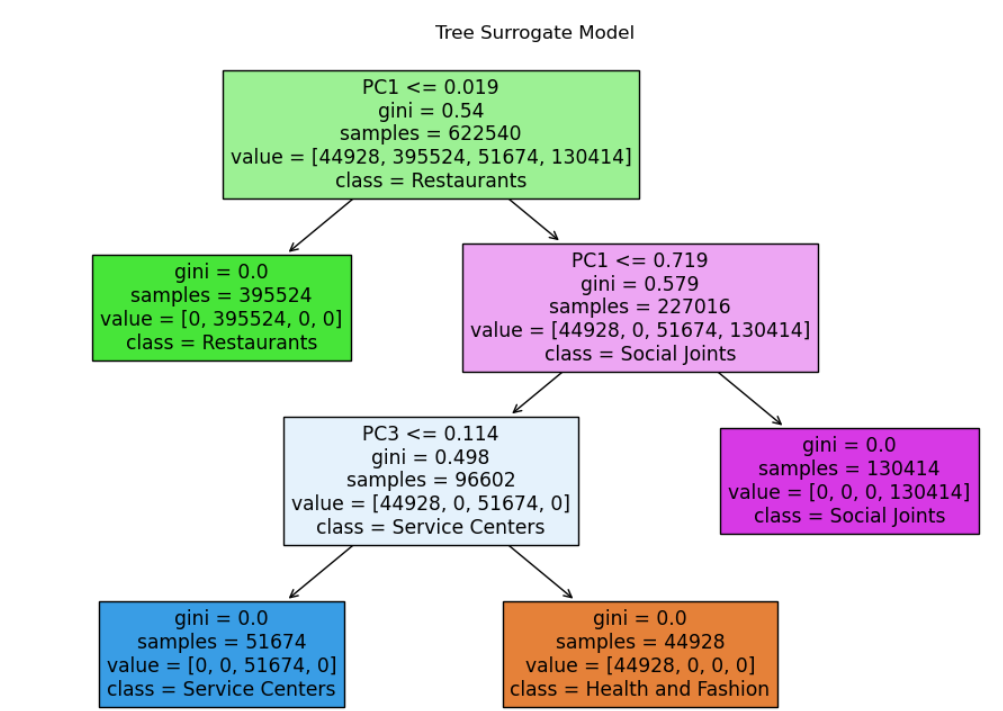 Tree Surrogate Model
PC1 <= 0.019
gini = 0.54
samples = 622540
value = [44928, 395524, 51674, 130414]
class = Restaurants
gini = 0.0
samples = 395524
value = [0, 395524, 0, 0]
class = Restaurants
PC1 <= 0.719
gini = 0.579
samples = 227016
value = [44928, 0, 51674, 130414]
class = Social Joints
PC3 <= 0.114
gini = 0.498
samples = 96602
value = [44928, 0, 51674, 0]
class = Service Centers
gini = 0.0
samples = 130414
value = [0, 0, 0, 130414]
class = Social Joints
gini = 0.0
samples = 51674
value = [0, 0, 51674, 0]
class = Service Centers
gini = 0.0
samples = 44928
value = [44928, 0, 0, 0]
class = Health and Fashion